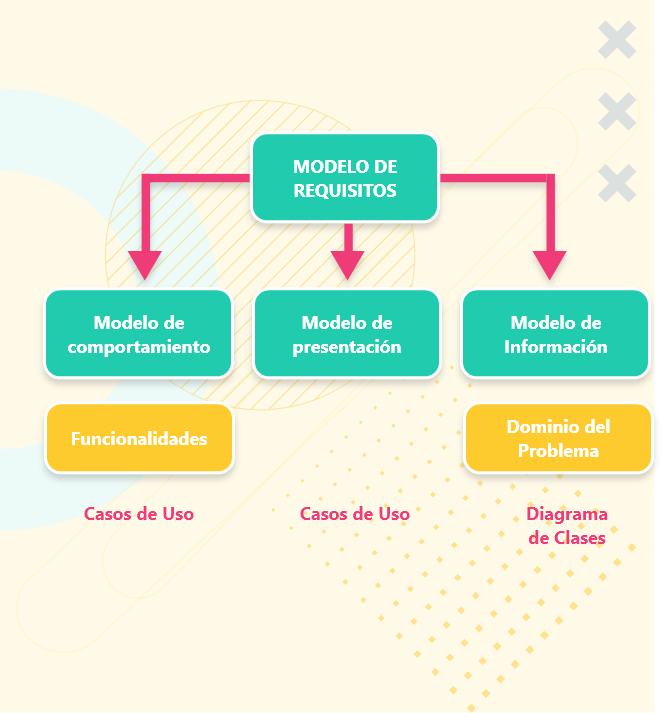 MODELO DE
REQUISITOS
Modelo de
comportamiento
Modelo de
presentación
Modelo de
Información
Funcionalidades
Dominio del
Problema
Casos de Uso
Casos de Uso
Diagrama
de Clases